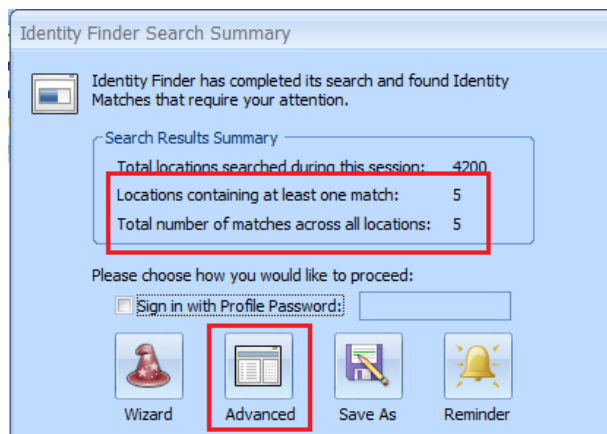 Identity Finder Search Summary
Identity Finder has completed its search and found Identity
Matches that require your attention.
Search Results Summary
Total locations searched during this session: 4200
Locations containing at least one match: 5
Total number of matches across all locations: 5
Please choose how you would like to proceed:
Sign in with Profile Password:
Wizard Advanced Save As Reminder